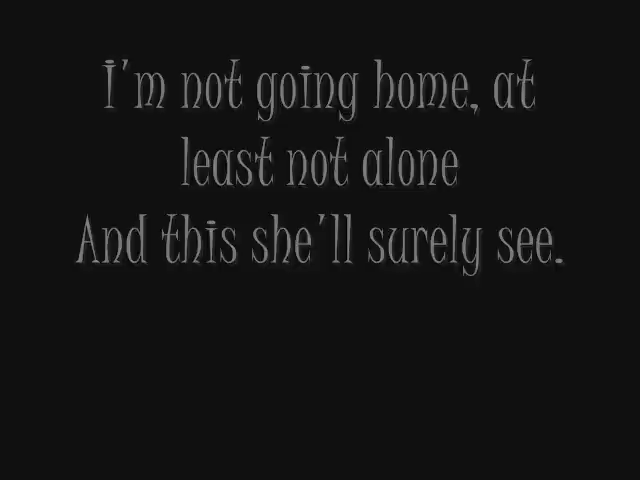 I'm not going home, at
least not alone
And this she'll surely see.